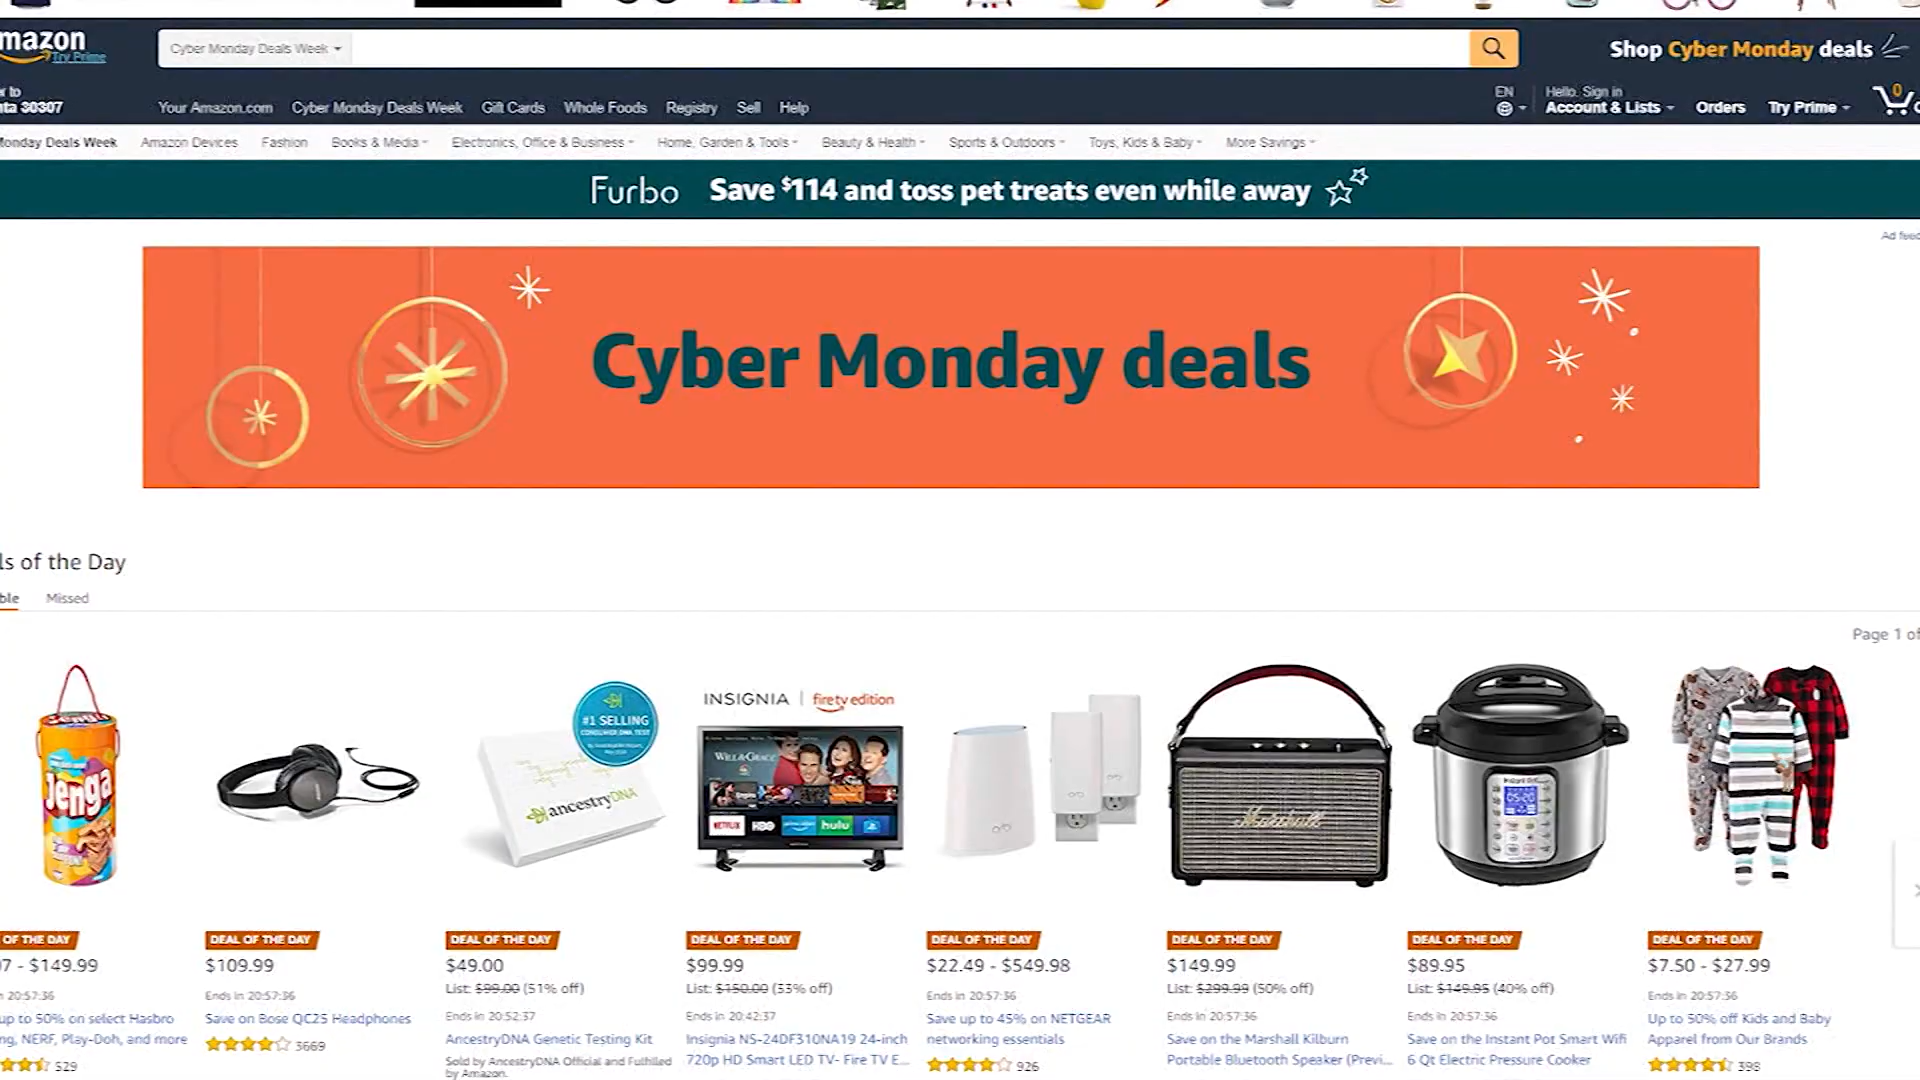 mazon
Try Prime
Cyber Monday Deals Week
Shop Cyber Monday deals
r to
nta 30307
Your Amazon.com Cyber Monday Deals Week Gift Cards Whole Foods Registry Sell Help
EN
Hello. Sign in
Account & Lists Orders Try Prime
0
Monday Deals Week Amazon Devices Fashion Books & Media Electronics, Office & Business Home, Garden & Tools Beauty & Health Sports & Outdoors Toys, Kids & Baby More Savings
Furbo Save $114 and toss pet treats even while away
Ad feed
Cyber Monday deals
ls of the Day
ble Missed
Page 1 of
Jenga
#1 SELLING
CONSUMER DNA TEST
ancestryDNA
INSIGNIA | fire tv edition
WILL & GRACE
NETFLIX HBO hulu
Marshall
Instant Pot
05:20
OF THE DAY
7 - $149.99
n 20:57:36
up to 50% on select Hasbro
ng, NERF, Play-Doh, and more
529
DEAL OF THE DAY
$109.99
Ends in 20:57:36
Save on Bose QC25 Headphones
3669
DEAL OF THE DAY
$49.00
List: $99.00 (51% off)
Ends in 20:52:37
AncestryDNA Genetic Testing Kit
Sold by AncestryDNA Official and Fulfilled
by Amazon.
DEAL OF THE DAY
$99.99
List: $150.00 (33% off)
Ends in 20:42:37
Insignia NS-24DF310NA19 24-inch
720p HD Smart LED TV- Fire TV E...
DEAL OF THE DAY
$22.49 - $549.98
Ends in 20:57:36
Save up to 45% on NETGEAR
networking essentials
926
DEAL OF THE DAY
$149.99
List: $299.99 (50% off)
Ends in 20:57:36
Save on the Marshall Kilburn
Portable Bluetooth Speaker (Previ...
DEAL OF THE DAY
$89.95
List: $149.95 (40% off)
Ends in 20:57:36
Save on the Instant Pot Smart Wifi
6 Qt Electric Pressure Cooker
DEAL OF THE DAY
$7.50 - $27.99
Ends in 20:57:36
Up to 50% off Kids and Baby
Apparel from Our Brands
398